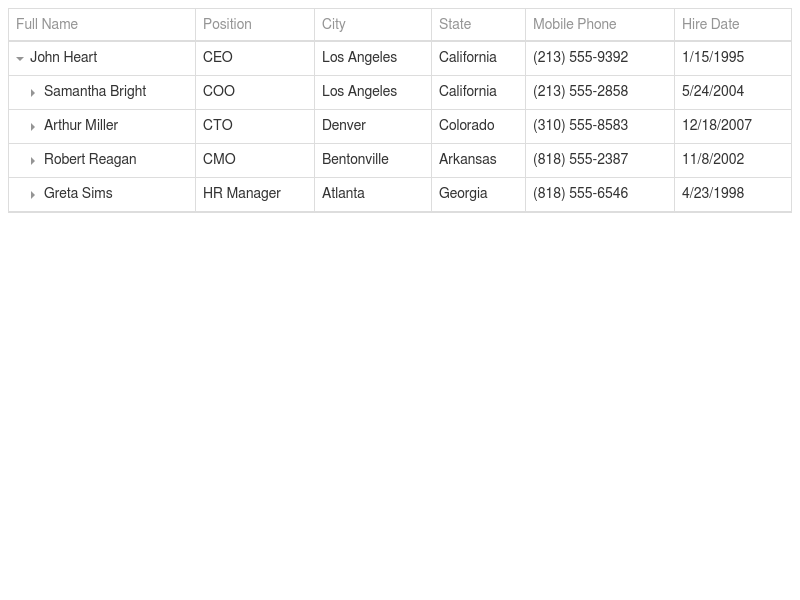 Full Name Position City State Mobile Phone Hire Date
John Heart CEO Los Angeles California (213) 555-9392 1/15/1995
Samantha Bright COO Los Angeles California (213) 555-2858 5/24/2004
Arthur Miller CTO Denver Colorado (310) 555-8583 12/18/2007
Robert Reagan CMO Bentonville Arkansas (818) 555-2387 11/8/2002
Greta Sims HR Manager Atlanta Georgia (818) 555-6546 4/23/1998